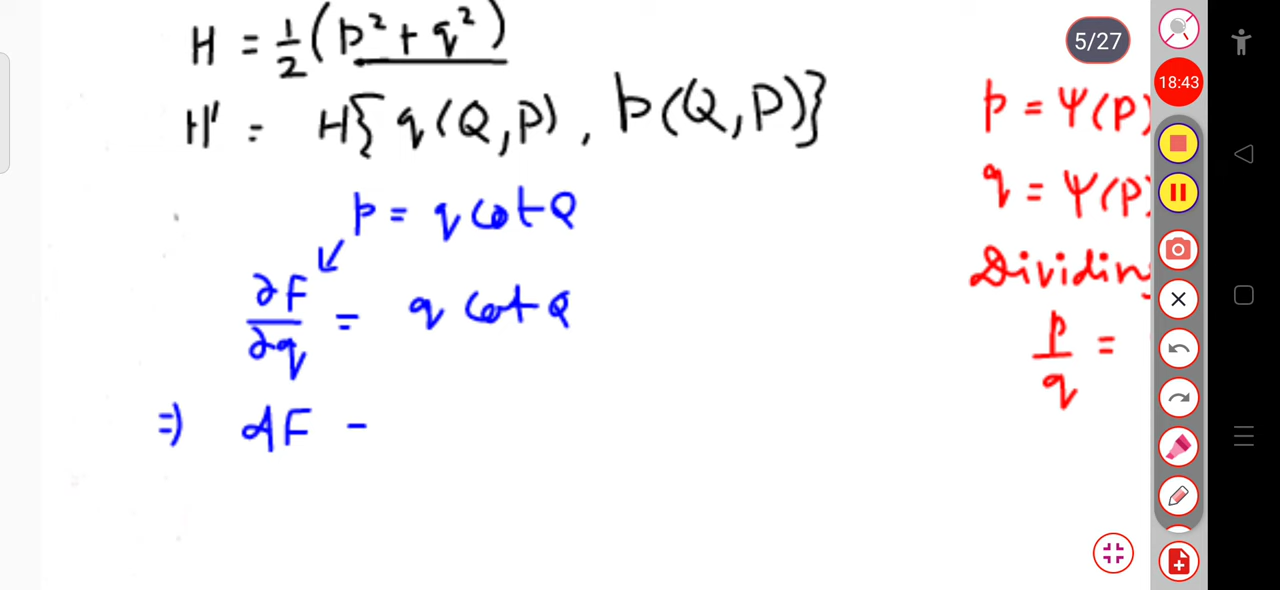 H = 1/2 (p² + q²)
H' = H{ q(Q,P), p(Q,P)}
p = q cot Q
∂F/∂q = q cot Q
⇒ dF -
p = Ψ(P)
q = Ψ(P)
Dividin
p/q =
5/27
18:43